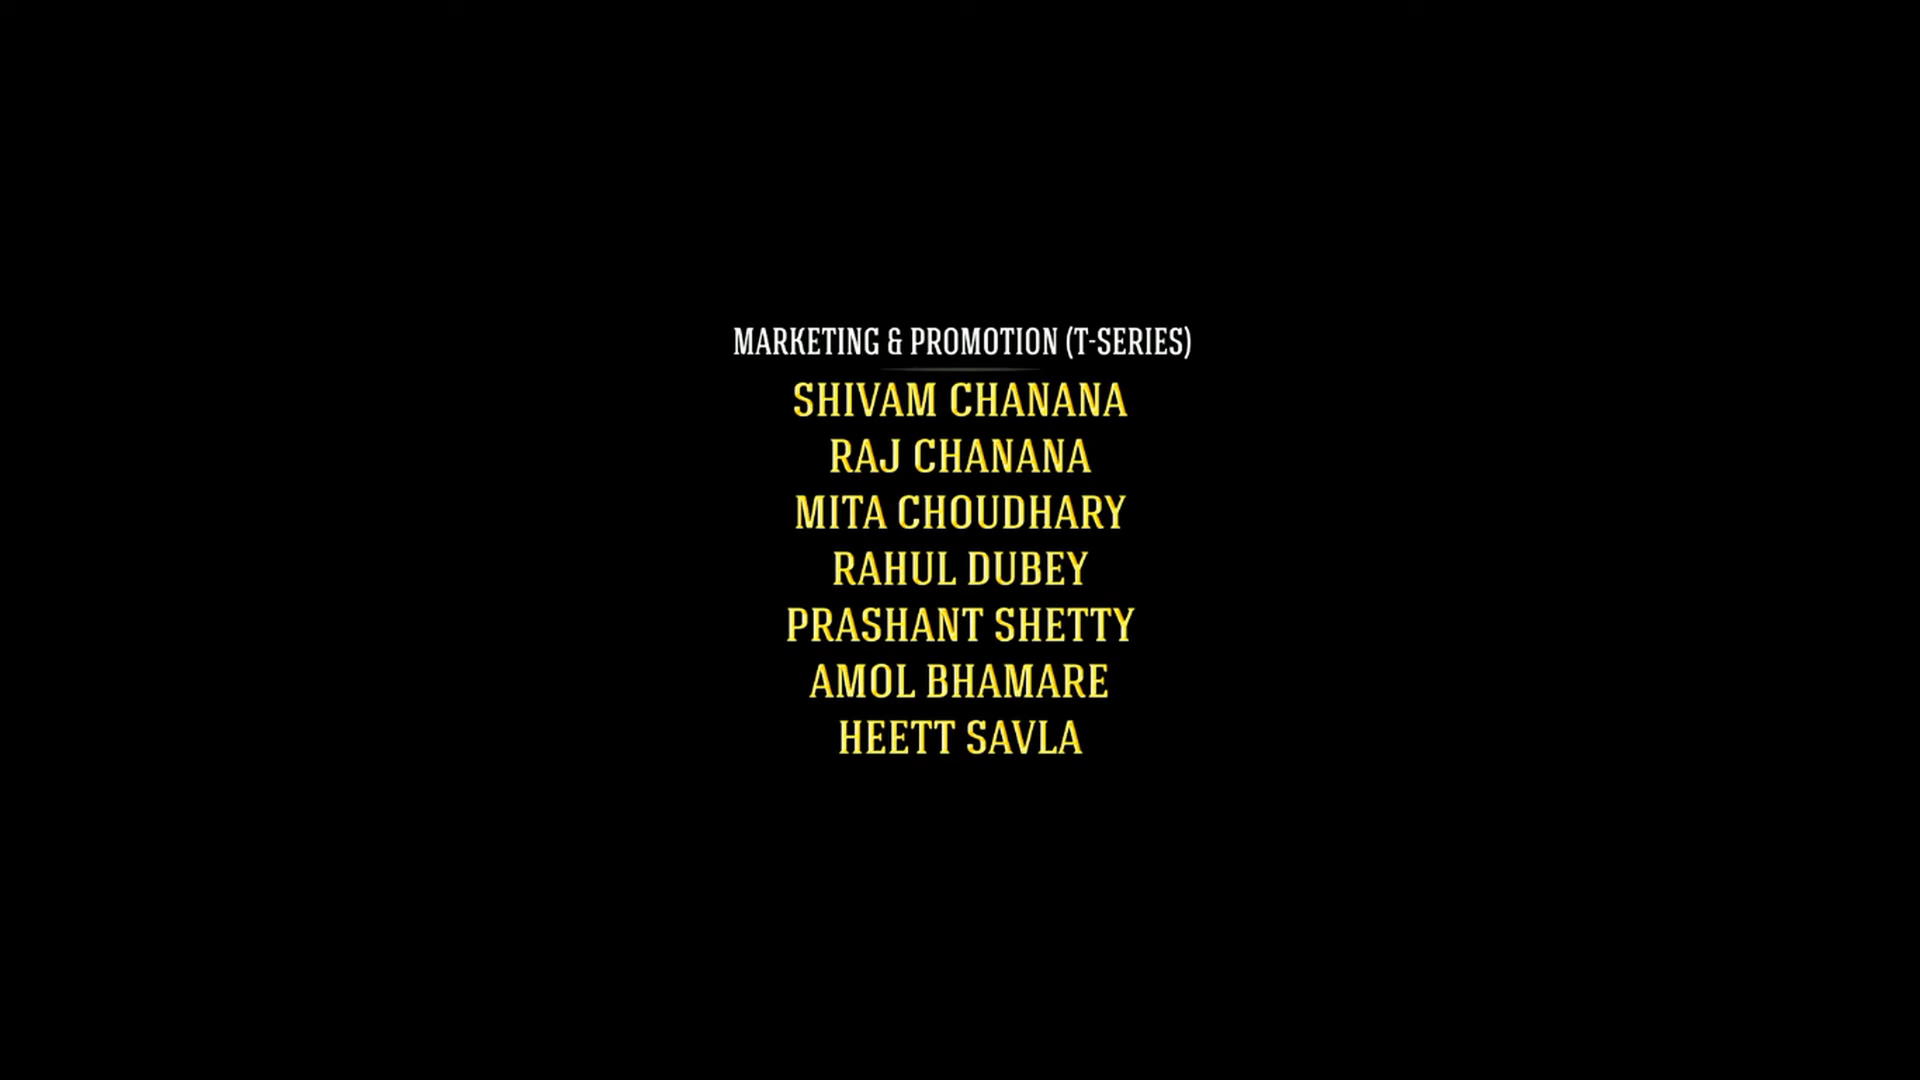 MARKETING & PROMOTION (T-SERIES)
SHIVAM CHANANA
RAJ CHANANA
MITA CHOUDHARY
RAHUL DUBEY
PRASHANT SHETTY
AMOL BHAMARE
HEETT SAVLA